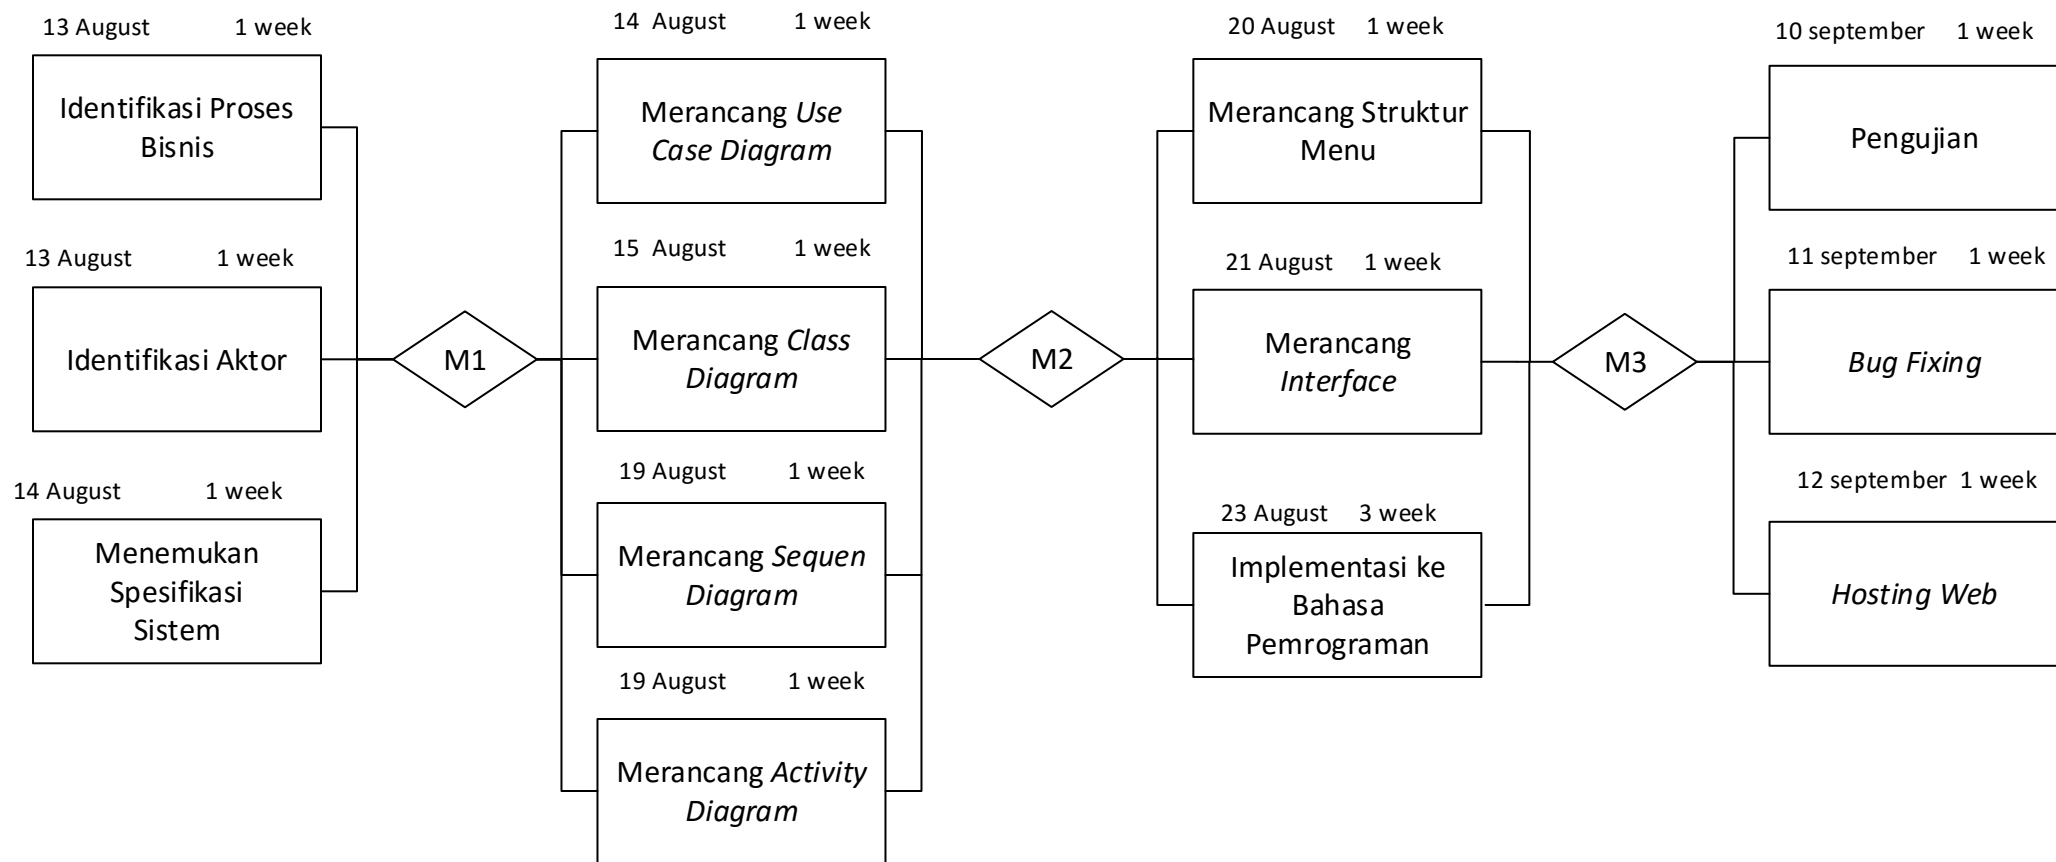 13 August 1 week
Identifikasi Proses
Bisnis
13 August 1 week
Identifikasi Aktor
14 August 1 week
Menemukan
Spesifikasi
Sistem
M1
14 August 1 week
Merancang Use
Case Diagram
15 August 1 week
Merancang Class
Diagram
19 August 1 week
Merancang Sequen
Diagram
19 August 1 week
Merancang Activity
Diagram
M2
20 August 1 week
Merancang Struktur
Menu
21 August 1 week
Merancang
Interface
23 August 3 week
Implementasi ke
Bahasa
Pemrograman
M3
10 september 1 week
Pengujian
11 september 1 week
Bug Fixing
12 september 1 week
Hosting Web